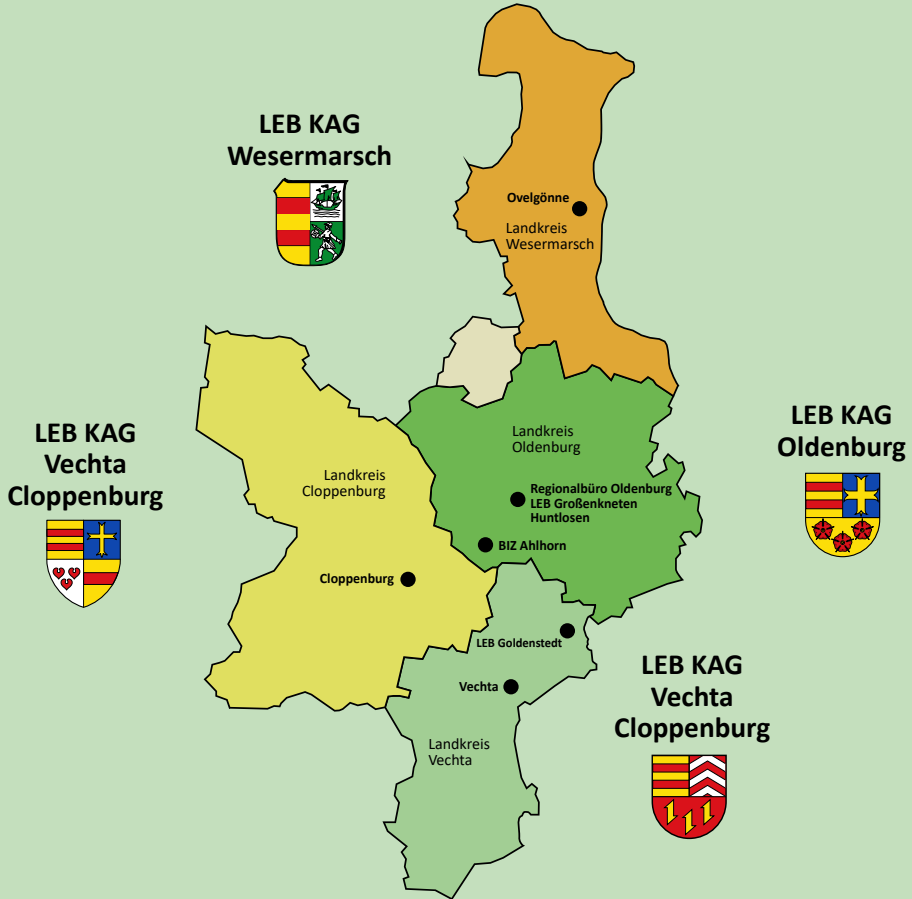 LEB KAG
Wesermarsch
Ovelgönne
Landkreis
Wesermarsch
LEB KAG
Vechta
Cloppenburg
Landkreis
Cloppenburg
Landkreis
Oldenburg
LEB KAG
Oldenburg
Regionalbüro Oldenburg
LEB Großenkneten
Huntlosen
BIZ Ahlhorn
Cloppenburg
LEB Goldenstedt
Vechta
LEB KAG
Vechta
Cloppenburg
Landkreis
Vechta